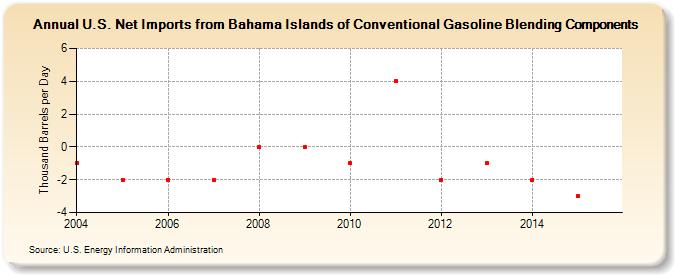 Annual U.S. Net Imports from Bahama Islands of Conventional Gasoline Blending Components
Thousand Barrels per Day
6
4
2
0
-2
-4
2004 2006 2008 2010 2012 2014
Source: U.S. Energy Information Administration